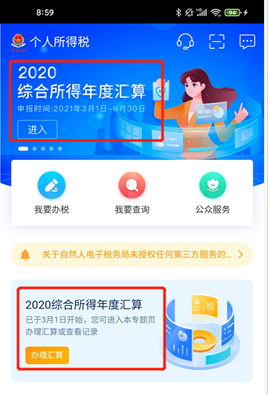 8:59
94
个人所得税
2020
综合所得年度汇算
申报时间:2021年3月1日-6月30日
进入
我要办税
我要查询
公众服务
关于自然人电子税务局未授权任何第三方服务的...
2020综合所得年度汇算
已于3月1日开始，您可进入本专题页
办理汇算或查看记录
办理汇算
税